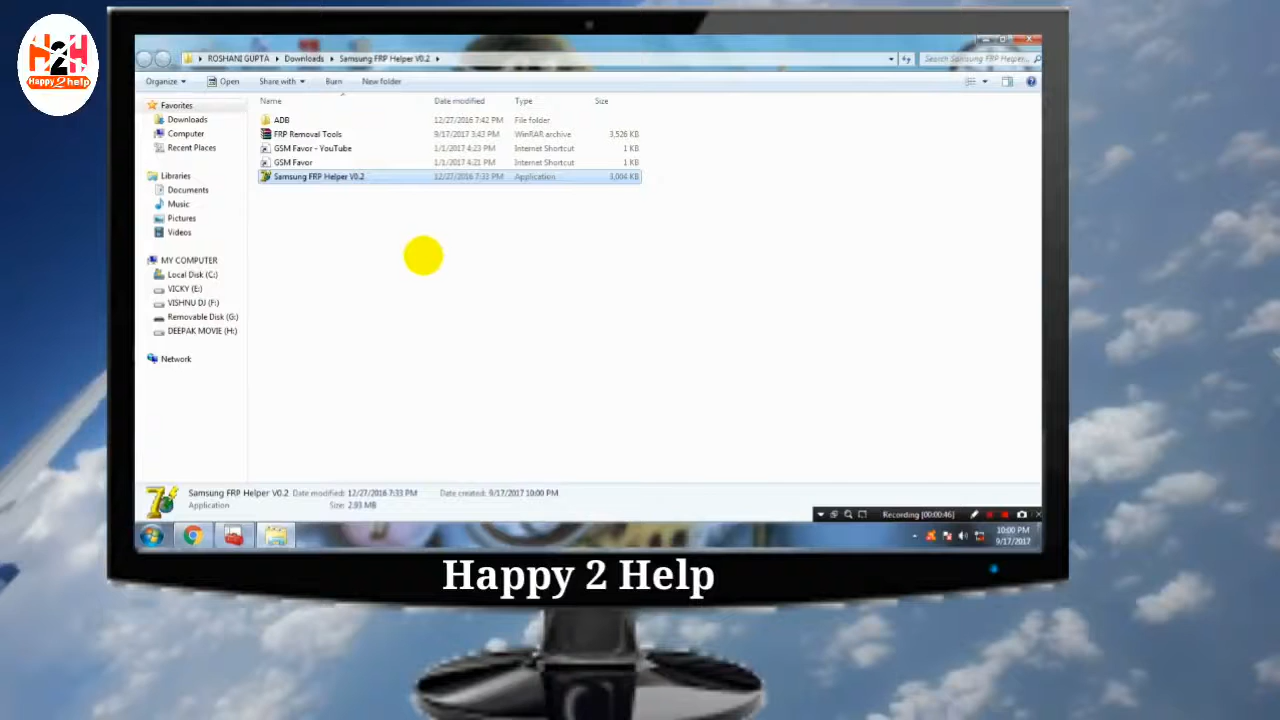 H2H
Happy2help
ROSHANI GUPTA ▸ Downloads ▸ Samsung FRP Helper V0.2 ▸
Search Samsung FRP Helper...
Organize Open Share with Burn New folder
Name Date modified Type Size
Favorites
Downloads
Computer
Recent Places
Libraries
Documents
Music
Pictures
Videos
MY COMPUTER
Local Disk (C:)
VICKY (E:)
VISHNU DJ (F:)
Removable Disk (G:)
DEEPAK MOVIE (H:)
Network
ADB 12/27/2016 7:42 PM File folder
FRP Removal Tools 9/17/2017 3:43 PM WinRAR archive 3,526 KB
GSM Favor - YouTube 1/1/2017 4:23 PM Internet Shortcut 1 KB
GSM Favor 1/1/2017 4:21 PM Internet Shortcut 1 KB
Samsung FRP Helper V0.2 12/27/2016 7:33 PM Application 3,004 KB
Samsung FRP Helper V0.2 Date modified: 12/27/2016 7:33 PM Date created: 9/17/2017 10:00 PM
Application Size: 2.93 MB
Recording [00:00:46]
10:00 PM
9/17/2017
Happy 2 Help